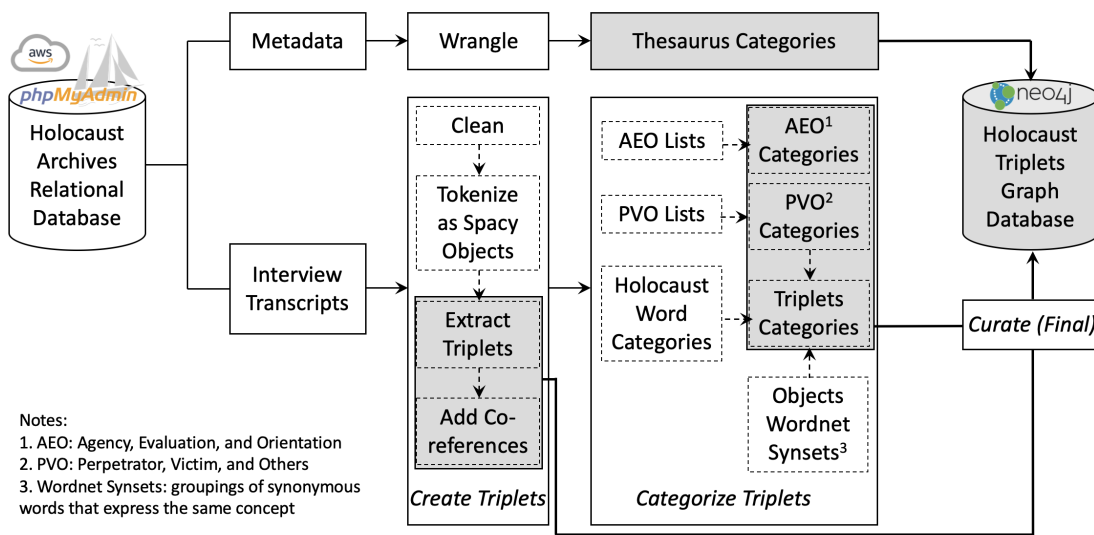 aws
phpMyAdmin
Holocaust
Archives
Relational
Database
Metadata
Wrangle
Thesaurus Categories
Interview
Transcripts
Clean
Tokenize
as Spacy
Objects
Extract
Triplets
Add Co-
references
Create Triplets
AEO Lists
AEO¹
Categories
PVO Lists
PVO²
Categories
Holocaust
Word
Categories
Triplets
Categories
Objects
Wordnet
Synsets³
Categorize Triplets
neo4j
Holocaust
Triplets
Graph
Database
Curate (Final)
Notes:
1. AEO: Agency, Evaluation, and Orientation
2. PVO: Perpetrator, Victim, and Others
3. Wordnet Synsets: groupings of synonymous
words that express the same concept